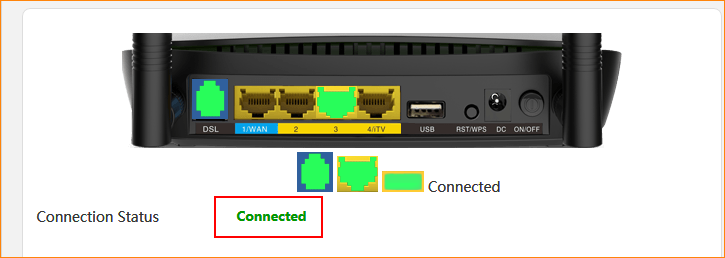 DSL 1/WAN 2 3 4/iTV USB RST/WPS DC ON/OFF
Connected
Connection Status Connected